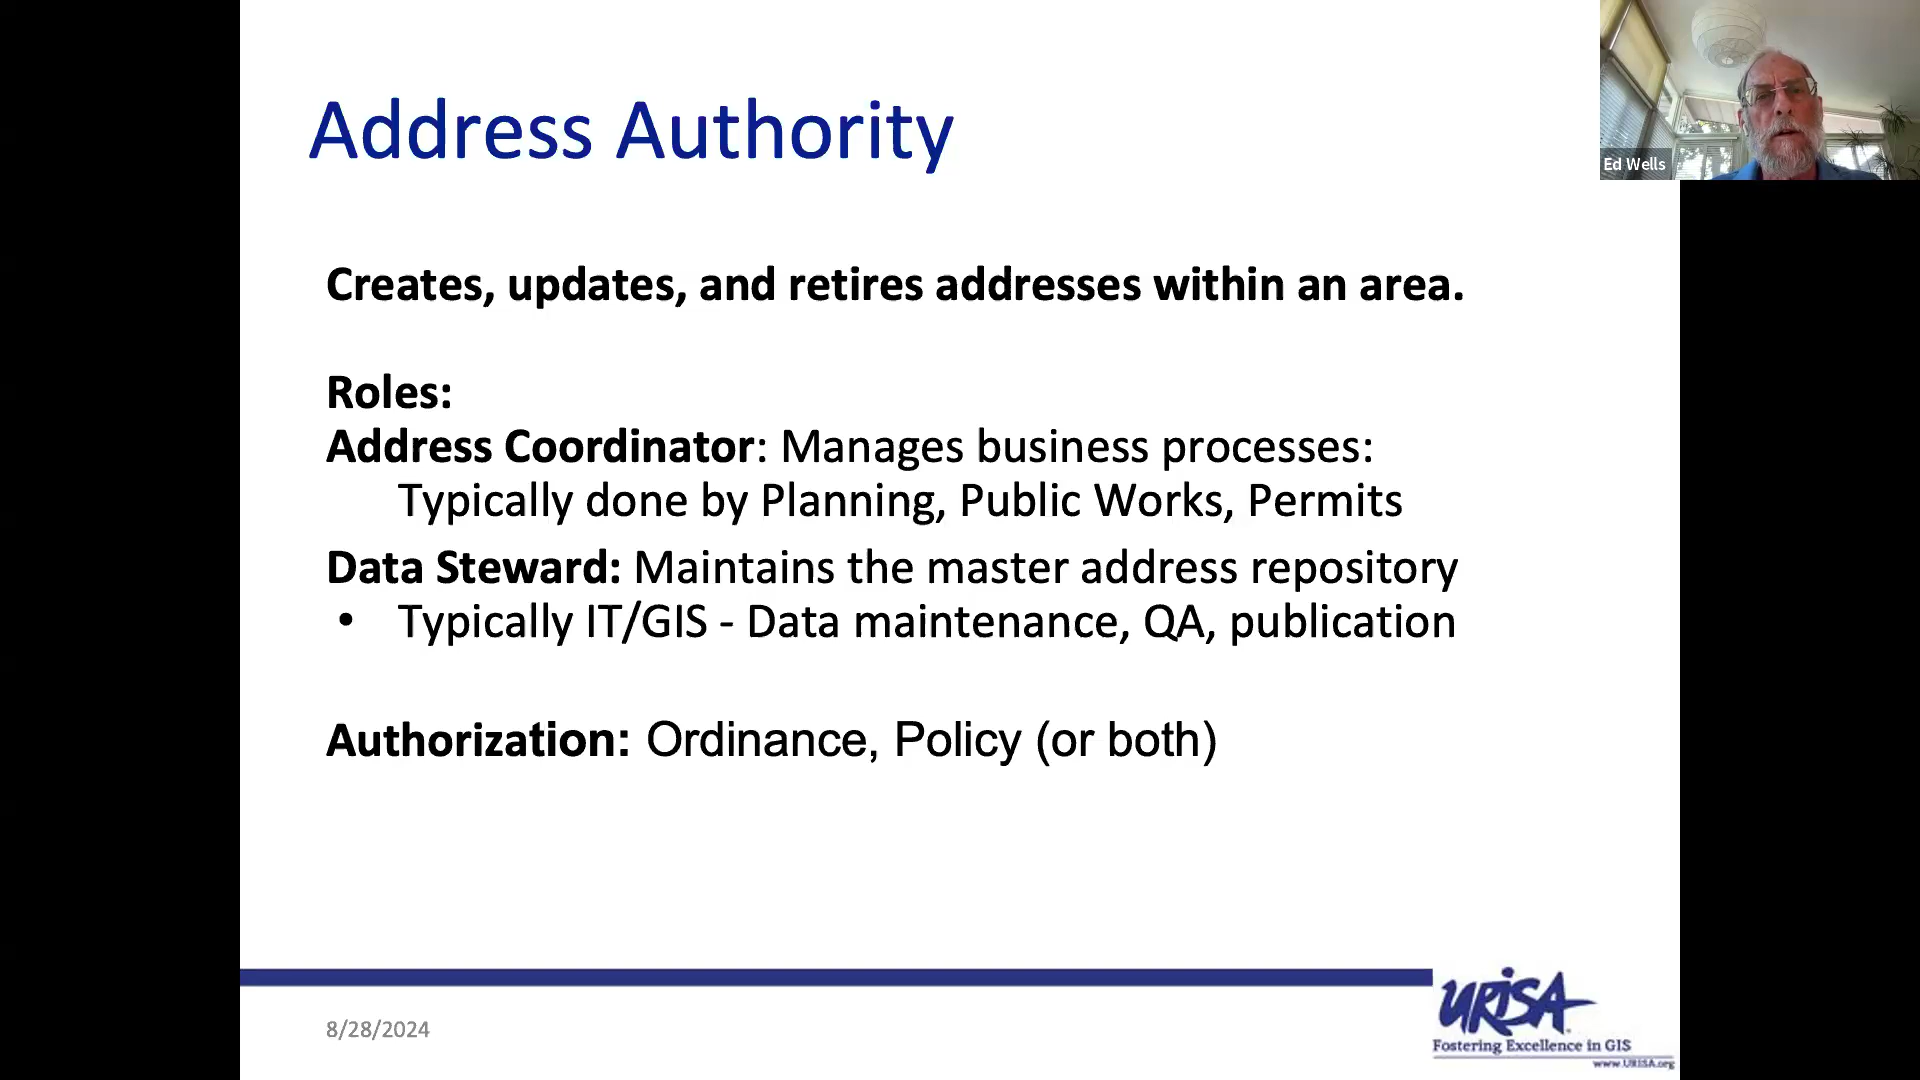 Address Authority
Ed Wells
Creates, updates, and retires addresses within an area.
Roles:
Address Coordinator: Manages business processes:
Typically done by Planning, Public Works, Permits
Data Steward: Maintains the master address repository
• Typically IT/GIS - Data maintenance, QA, publication
Authorization: Ordinance, Policy (or both)
8/28/2024
URISA
Fostering Excellence in GIS
www.URISA.org